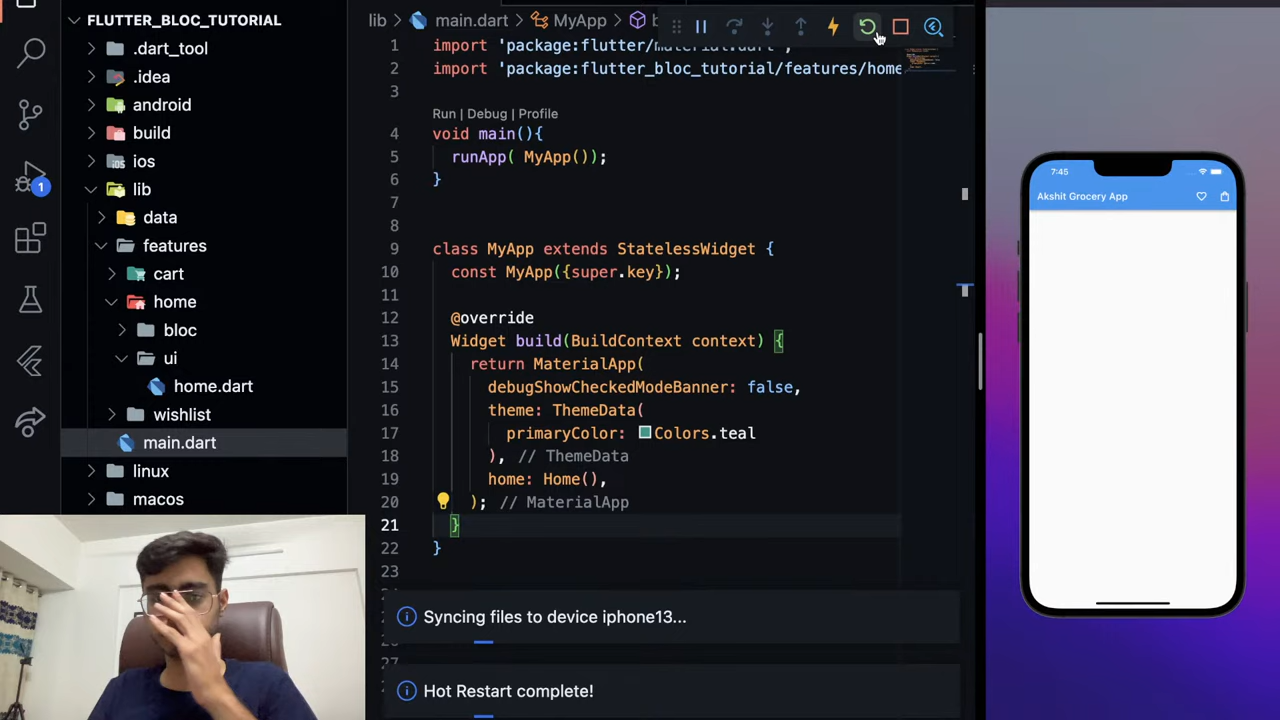 FLUTTER_BLOC_TUTORIAL
.dart_tool
.idea
android
build
ios
lib
data
features
cart
home
bloc
ui
home.dart
wishlist
main.dart
linux
macos
1
lib > main.dart > MyApp > b
1 import 'package:flutter/material.dart';
2 import 'package:flutter_bloc_tutorial/features/home
3
Run | Debug | Profile
4 void main(){
5 runApp( MyApp());
6 }
7
8
9 class MyApp extends StatelessWidget {
10 const MyApp({super.key});
11
12 @override
13 Widget build(BuildContext context) {
14 return MaterialApp(
15 debugShowCheckedModeBanner: false,
16 theme: ThemeData(
17 primaryColor: Colors.teal
18 ), // ThemeData
19 home: Home(),
20 ); // MaterialApp
21 }
22 }
23
Syncing files to device iphone13...
Hot Restart complete!
7:45
Akshit Grocery App